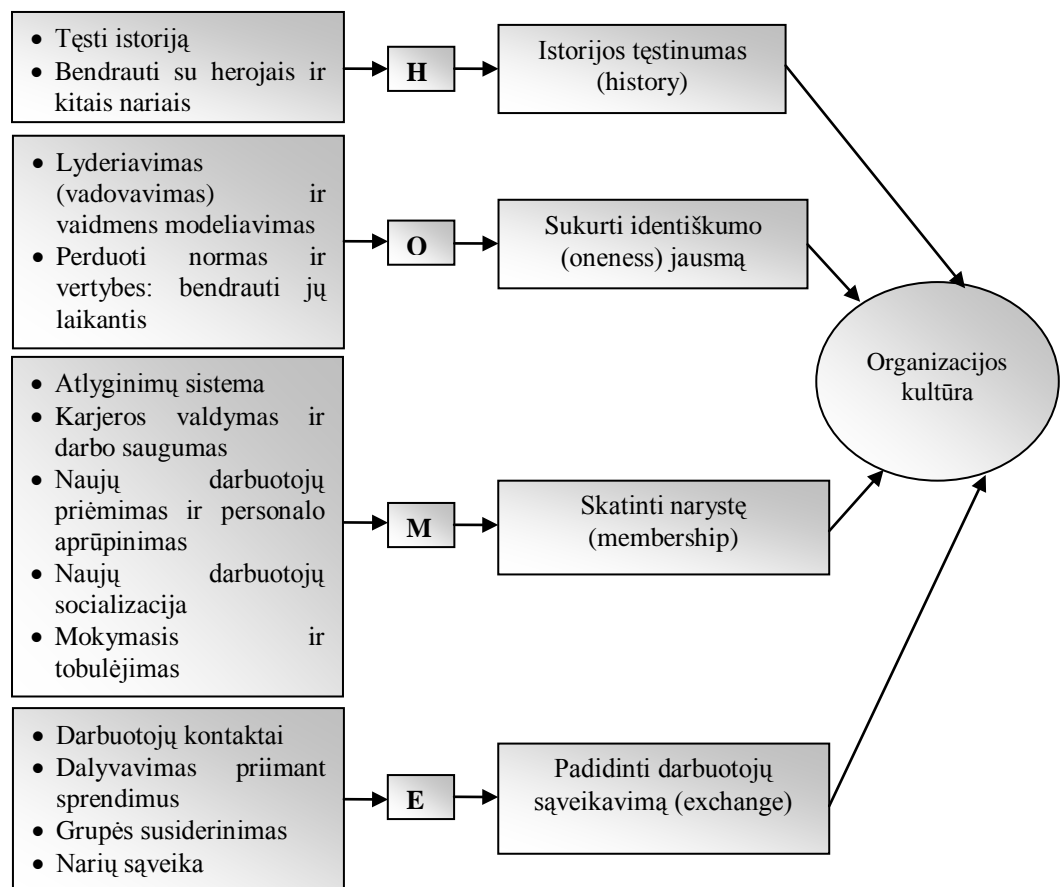 • Tęsti istoriją
• Bendrauti su herojais ir
kitais nariais
H
Istorijos tęstinumas
(history)
• Lyderiavimas
(vadovavimas) ir
vaidmens modeliavimas
• Perduoti normas ir
vertybes: bendrauti jų
laikantis
O
Sukurti identiškumo
(oneness) jausmą
• Atlyginimų sistema
• Karjeros valdymas ir
darbo saugumas
• Naujų darbuotojų
priėmimas ir personalo
aprūpinimas
• Naujų darbuotojų
socializacija
• Mokymasis ir
tobulėjimas
M
Skatinti narystę
(membership)
• Darbuotojų kontaktai
• Dalyvavimas priimant
sprendimus
• Grupės susiderinimas
• Narių sąveika
E
Padidinti darbuotojų
sąveikavimą (exchange)
Organizacijos
kultūra